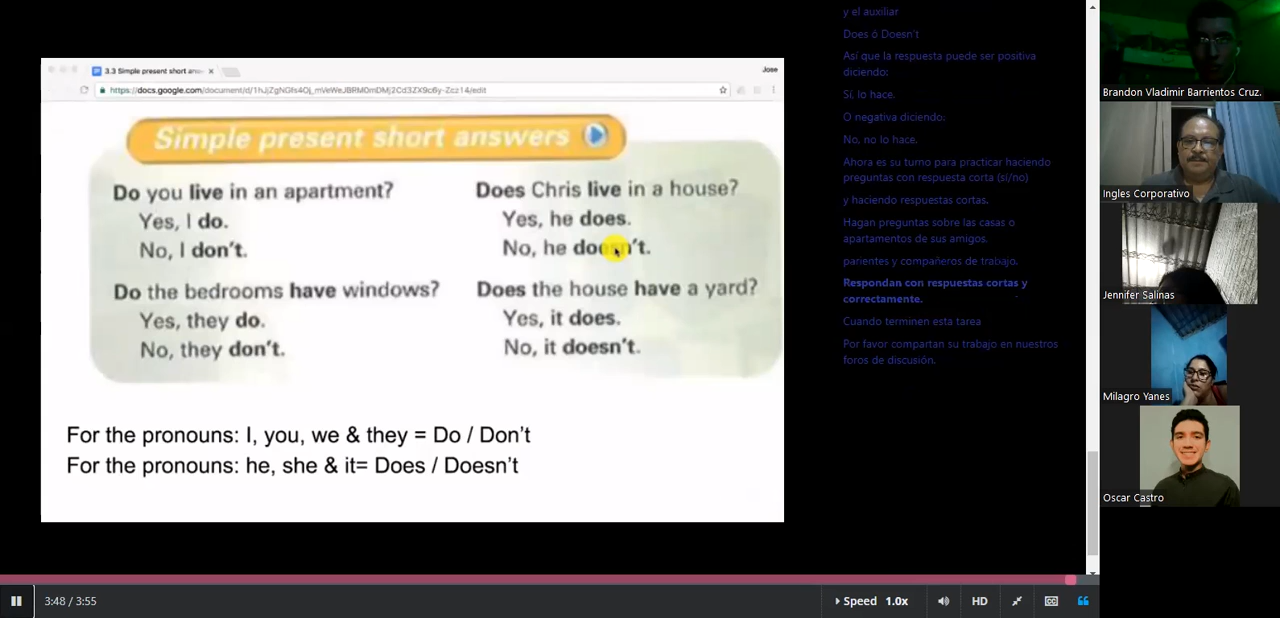 3.3 Simple present short ans
Jose
Simple present short answers
Do you live in an apartment?
Yes, I do.
No, I don't.
Do the bedrooms have windows?
Yes, they do.
No, they don't.
Does Chris live in a house?
Yes, he does.
No, he doesn't.
Does the house have a yard?
Yes, it does.
No, it doesn't.
For the pronouns: I, you, we & they = Do / Don't
For the pronouns: he, she & it= Does / Doesn't
y el auxiliar
Does ó Doesn't
Así que la respuesta puede ser positiva
diciendo:
Sí, lo hace.
O negativa diciendo:
No, no lo hace.
Ahora es su turno para practicar haciendo
preguntas con respuesta corta (si/no)
y haciendo respuestas cortas.
Hagan preguntas sobre las casas o
apartamentos de sus amigos.
parientes y compañeros de trabajo.
Respondan con respuestas cortas y
correctamente.
Cuando terminen esta tarea
Por favor compartan su trabajo en nuestros
foros de discusión.
Brandon Vladimir Barrientos Cruz.
Ingles Corporativo
Jennifer Salinas
Milagro Yanes
Oscar Castro
3:48 / 3:55
Speed 1.0x
HD
CC